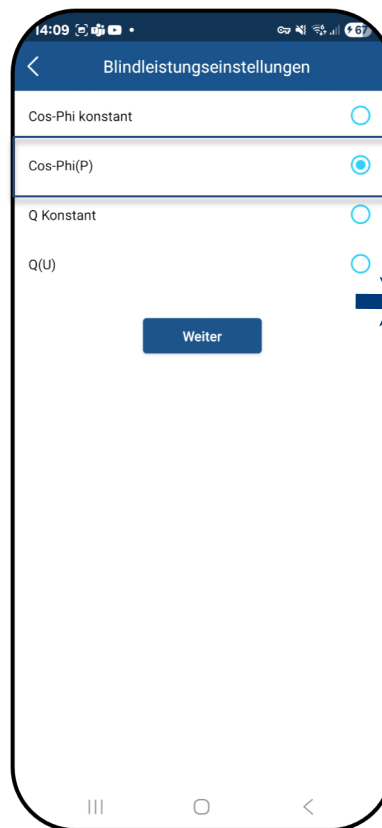 14:09
67
Blindleistungseinstellungen
Cos-Phi konstant
Cos-Phi(P)
Q Konstant
Q(U)
Weiter